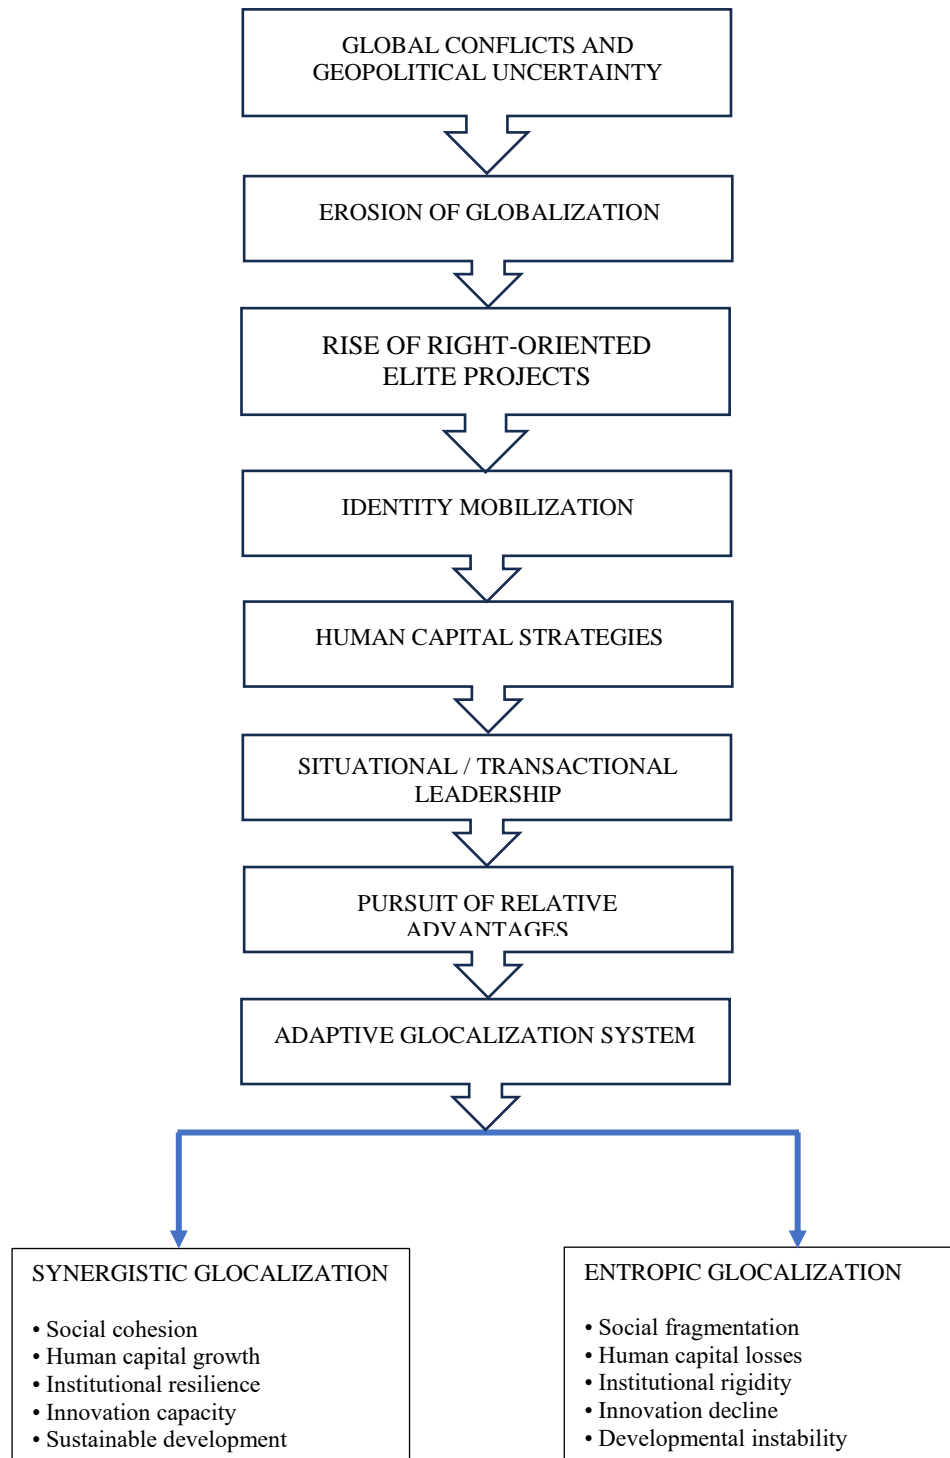 GLOBAL CONFLICTS AND
GEOPOLITICAL UNCERTAINTY
EROSION OF GLOBALIZATION
RISE OF RIGHT-ORIENTED
ELITE PROJECTS
IDENTITY MOBILIZATION
HUMAN CAPITAL STRATEGIES
SITUATIONAL / TRANSACTIONAL
LEADERSHIP
PURSUIT OF RELATIVE
ADVANTAGES
ADAPTIVE GLOCALIZATION SYSTEM
SYNERGISTIC GLOCALIZATION
• Social cohesion
• Human capital growth
• Institutional resilience
• Innovation capacity
• Sustainable development
ENTROPIC GLOCALIZATION
• Social fragmentation
• Human capital losses
• Institutional rigidity
• Innovation decline
• Developmental instability